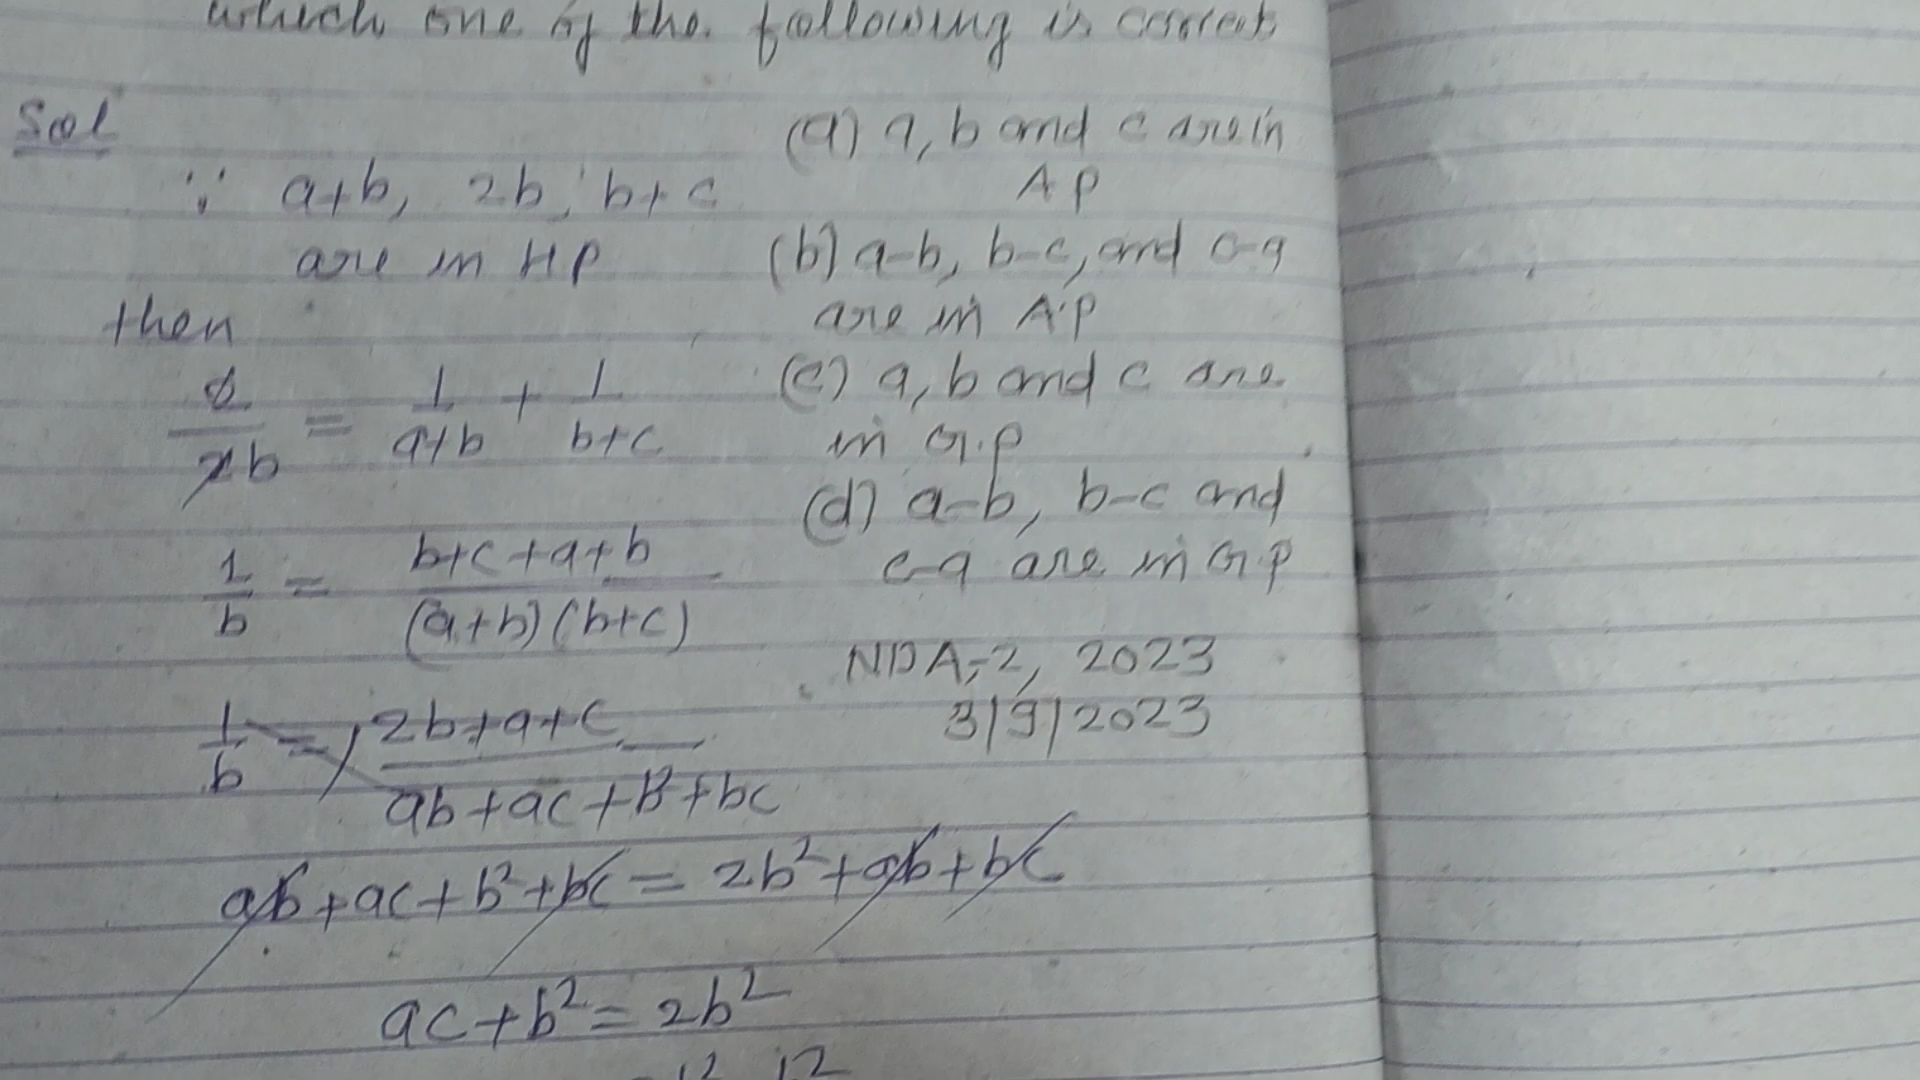 which one of the following is correct
Sol
(a) a, b and c are in
AP
∵ a+b, 2b, b+c
are in HP
(b) a-b, b-c, and c-a
are in A.P
then
2/2b = 1/a+b + 1/b+c
(c) a, b and c are
in G.P
(d) a-b, b-c and
c-a are in G.P
1/b = b+c+a+b/(a+b)(b+c)
NDA-2, 2023
3/9/2023
1/b = 2b+a+c/ab+ac+b²+bc
ab+ac+b²+bc = 2b²+ab+bc
ac+b² = 2b²